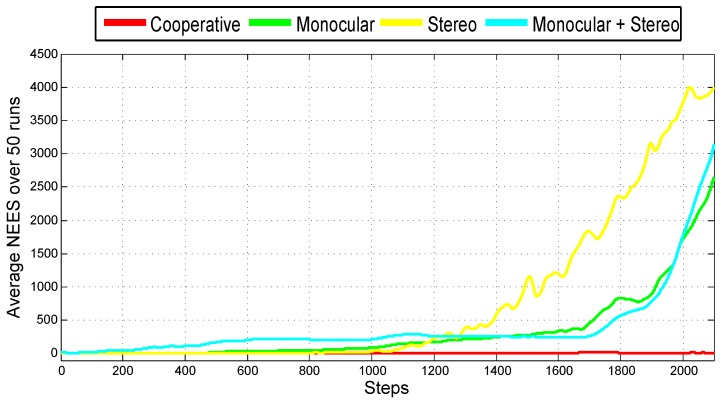 Cooperative Monocular Stereo Monocular + Stereo
4500
4000
3500
3000
2500
2000
1500
1000
500
0
Average NEES over 50 runs
0 200 400 600 800 1000 1200 1400 1600 1800 2000
Steps